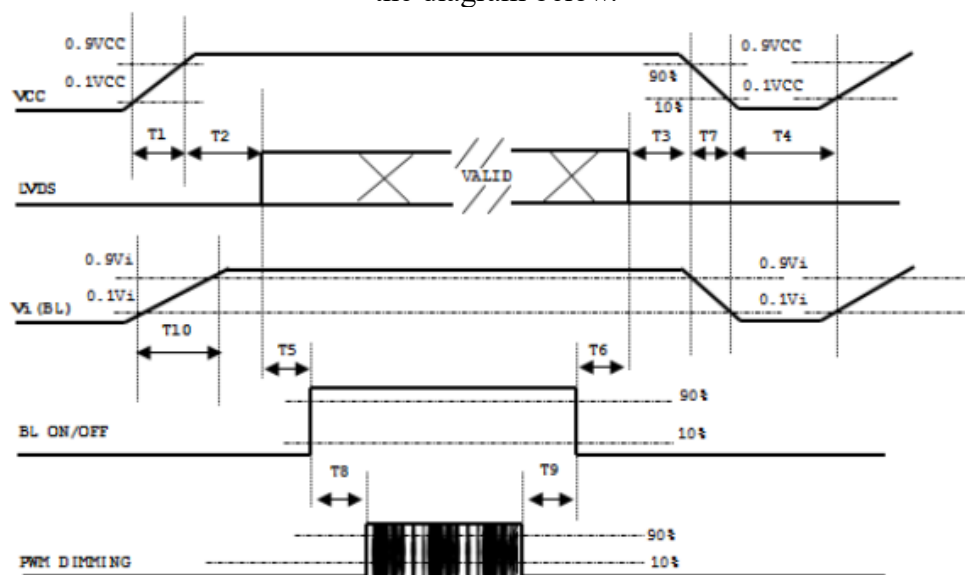 the diagram below.
0.9VCC
0.1VCC
VCC
T1
T2
90%
10%
T3
T7
T4
0.9VCC
0.1VCC
LVDS
VALID
0.9Vi
0.1Vi
Vi(BL)
T10
0.9Vi
0.1Vi
T5
T6
BL ON/OFF
90%
10%
T8
T9
PWM DIMMING
90%
10%